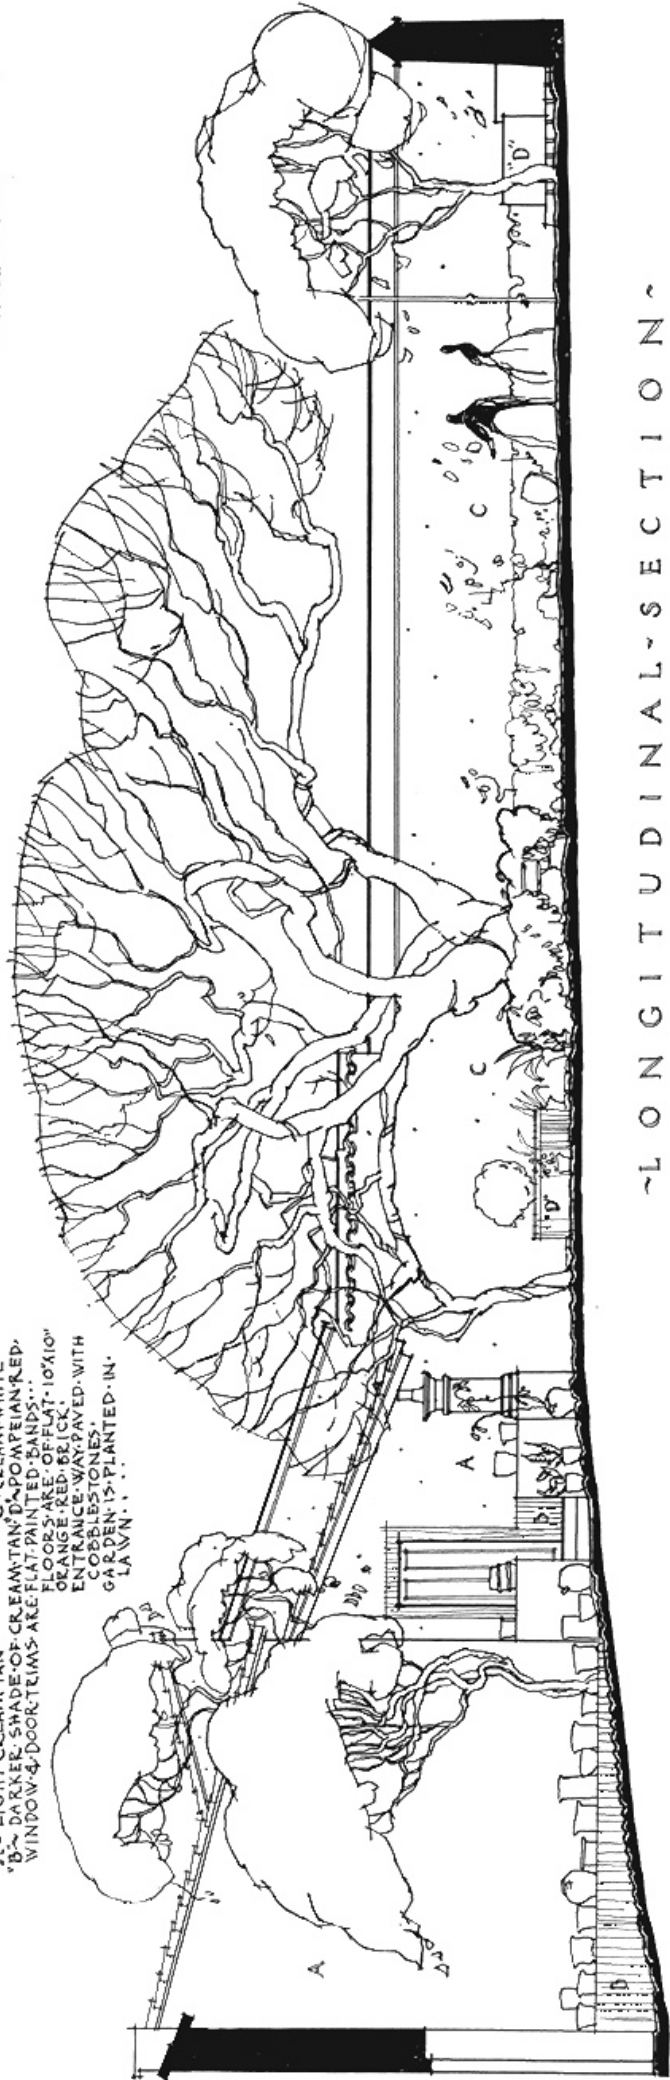 "B"~ DARKER·SHADE·OF·CREAM·TAN·"D"~POMPEIAN·RED·
WINDOW·&·DOOR·TRIMS·ARE·FLAT·PAINTED·BANDS···
FLOORS·ARE·OF·FLAT·10"X10"
ORANGE·RED·BRICK·
ENTRANCE·WAY·PAVED·WITH
COBBLESTONES·
GARDEN·IS·PLANTED·IN·
LAWN···
A
B
A
B
"D"
C
C
"D"
~LONGITUDINAL~SECTION~